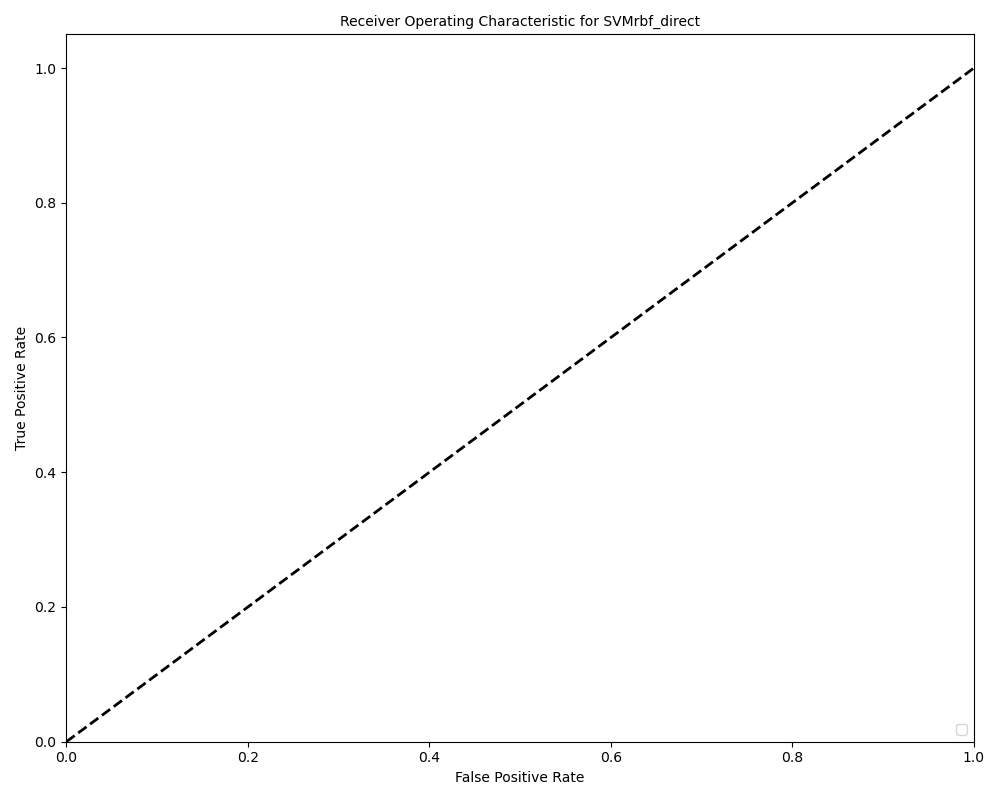 Receiver Operating Characteristic for SVMrbf_direct
True Positive Rate
1.0
0.8
0.6
0.4
0.2
0.0
0.0 0.2 0.4 0.6 0.8 1.0
False Positive Rate